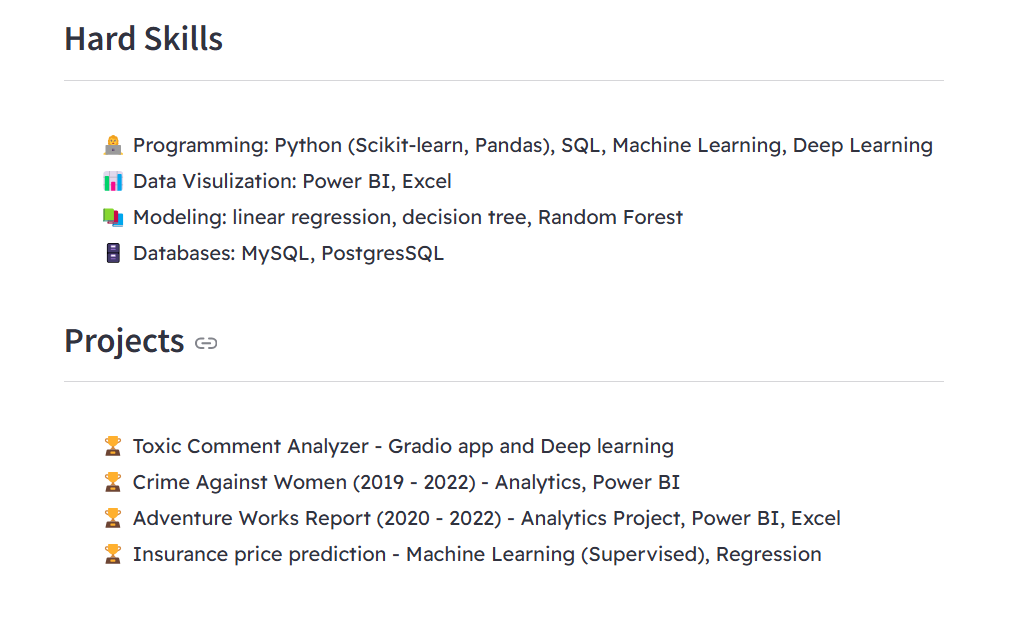 Hard Skills
Programming: Python (Scikit-learn, Pandas), SQL, Machine Learning, Deep Learning
Data Visulization: Power BI, Excel
Modeling: linear regression, decision tree, Random Forest
Databases: MySQL, PostgresSQL
Projects
Toxic Comment Analyzer - Gradio app and Deep learning
Crime Against Women (2019 - 2022) - Analytics, Power BI
Adventure Works Report (2020 - 2022) - Analytics Project, Power BI, Excel
Insurance price prediction - Machine Learning (Supervised), Regression